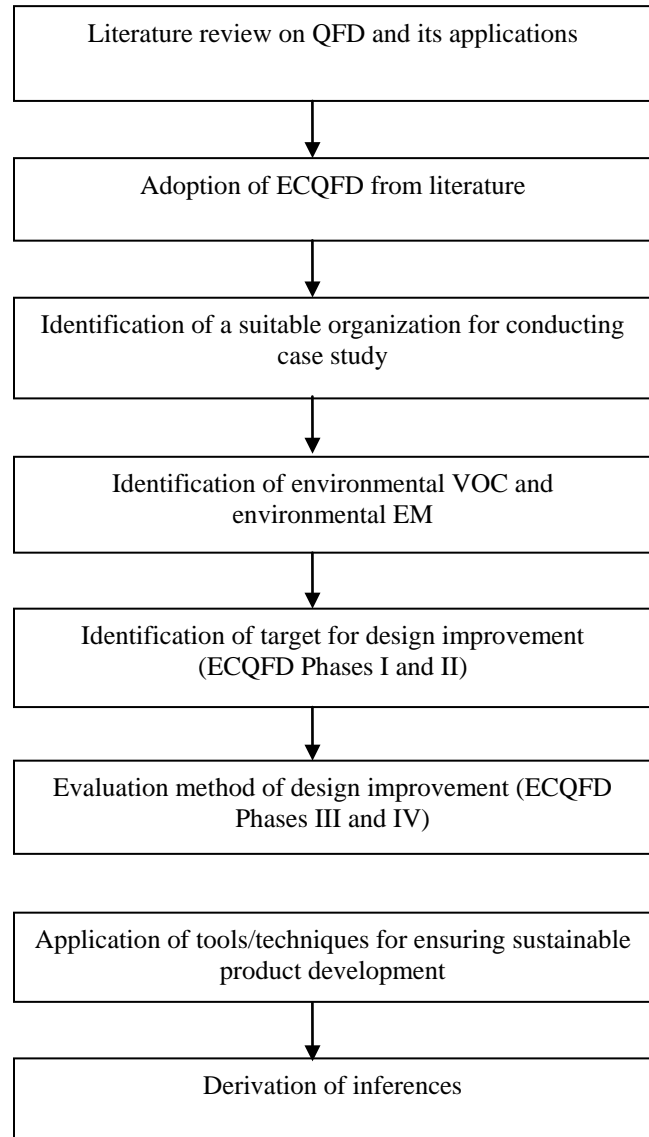 Literature review on QFD and its applications
Adoption of ECQFD from literature
Identification of a suitable organization for conducting
case study
Identification of environmental VOC and
environmental EM
Identification of target for design improvement
(ECQFD Phases I and II)
Evaluation method of design improvement (ECQFD
Phases III and IV)
Application of tools/techniques for ensuring sustainable
product development
Derivation of inferences